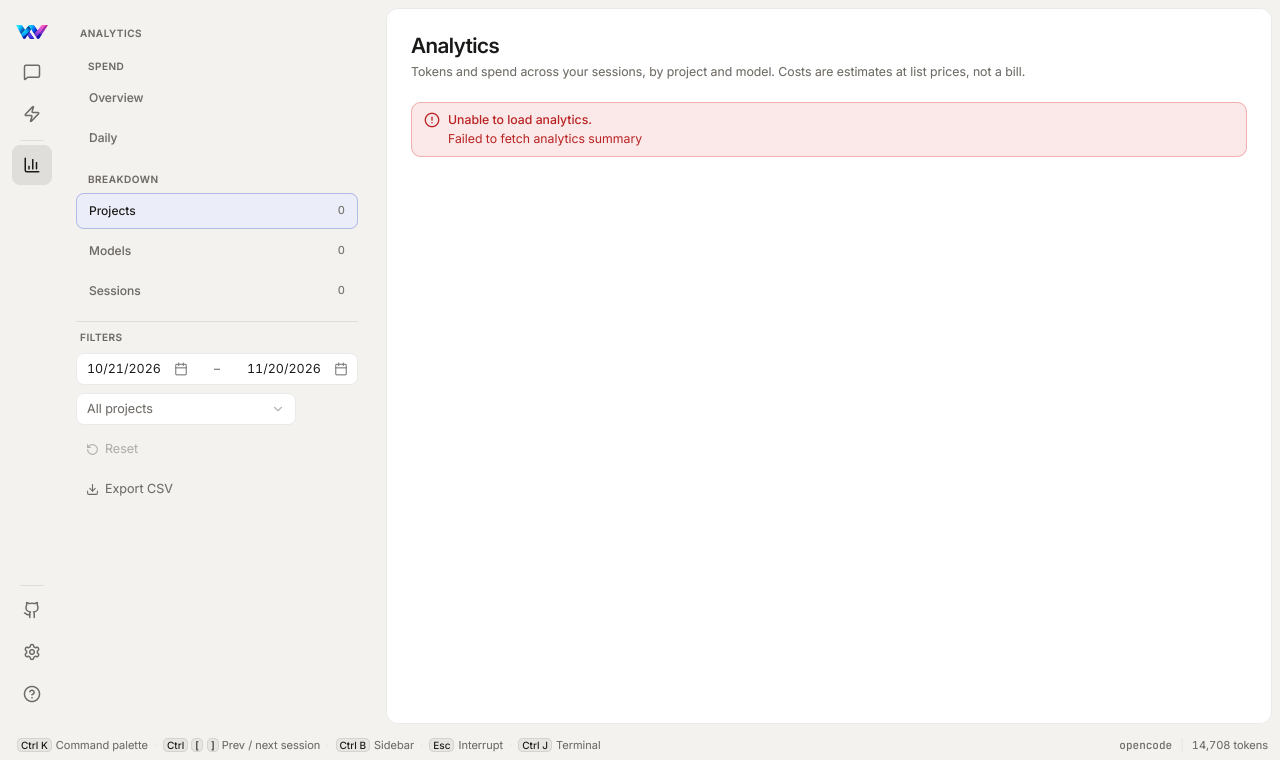 ANALYTICS
SPEND
Overview
Daily
BREAKDOWN
Projects 0
Models 0
Sessions 0
FILTERS
10/21/2026 – 11/20/2026
All projects
Reset
Export CSV
Analytics
Tokens and spend across your sessions, by project and model. Costs are estimates at list prices, not a bill.
Unable to load analytics.
Failed to fetch analytics summary
Ctrl K Command palette Ctrl [ ] Prev / next session Ctrl B Sidebar Esc Interrupt Ctrl J Terminal
opencode 14,708 tokens